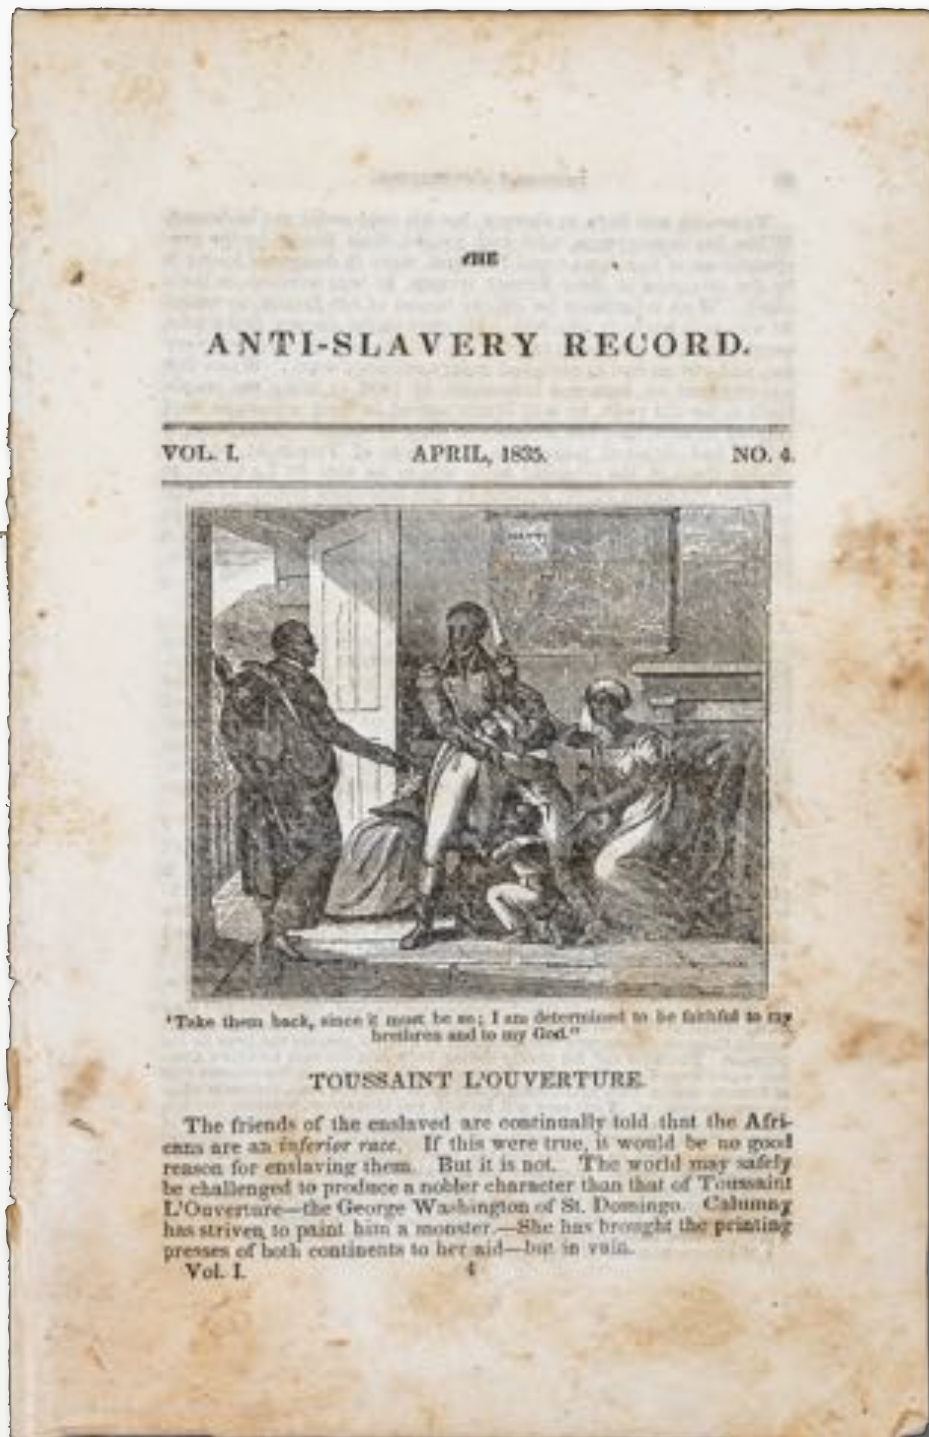 THE
ANTI-SLAVERY RECORD.
VOL. I. APRIL, 1835. NO. 4.
"Take them back, since it must be so; I am determined to be faithful to my
brethren and to my God."
TOUSSAINT L'OUVERTURE.
The friends of the enslaved are continually told that the Afri-
cans are an inferior race. If this were true, it would be no good
reason for enslaving them. But it is not. The world may safely
be challenged to produce a nobler character than that of Toussaint
L'Ouverture—the George Washington of St. Domingo. Calumny
has striven to paint him a monster.—She has brought the printing
presses of both continents to her aid—but in vain.
Vol. I. 4